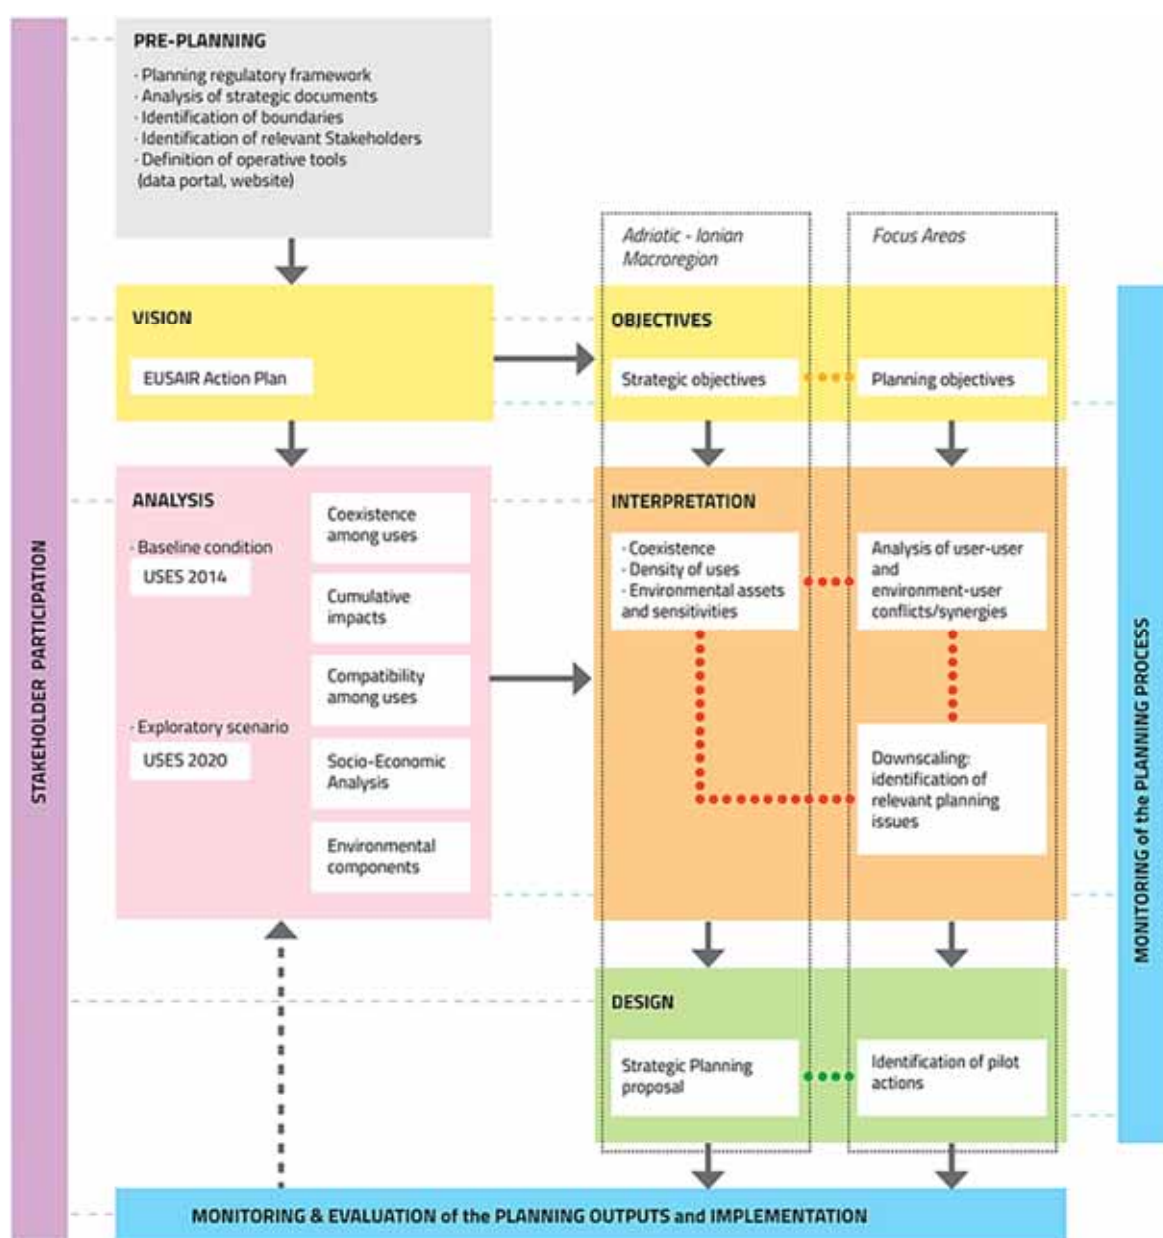 PRE-PLANNING
· Planning regulatory framework
· Analysis of strategic documents
· Identification of boundaries
· Identification of relevant Stakeholders
· Definition of operative tools
(data portal, website)
Adriatic - Ionian
Macroregion
Focus Areas
VISION
EUSAIR Action Plan
OBJECTIVES
Strategic objectives
Planning objectives
ANALYSIS
· Baseline condition
USES 2014
· Exploratory scenario
USES 2020
Coexistence
among uses
Cumulative
impacts
Compatibility
among uses
Socio-Economic
Analysis
Environmental
components
INTERPRETATION
· Coexistence
· Density of uses
· Environmental assets
and sensitivities
Analysis of user-user
and
environment-user
conflicts/synergies
Downscaling:
identification of
relevant planning
issues
DESIGN
Strategic Planning
proposal
Identification of pilot
actions
MONITORING & EVALUATION of the PLANNING OUTPUTS and IMPLEMENTATION
STAKEHOLDER PARTICIPATION
MONITORING of the PLANNING PROCESS